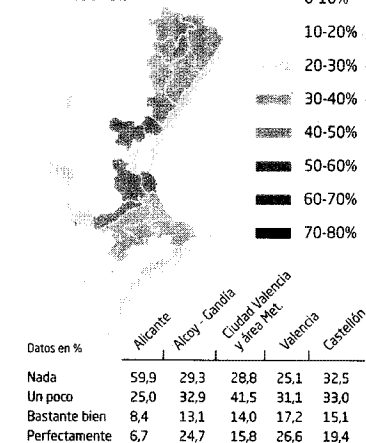 10-20%
20-30%
30-40%
40-50%
50-60%
60-70%
70-80%
Datos en %
Alicante
Alcoy - Gandía
Ciudad Valencia
y área Met.
Valencia
Castellón
Nada 59,9 29,3 28,8 25,1 32,5
Un poco 25,0 32,9 41,5 31,1 33,0
Bastante bien 8,4 13,1 14,0 17,2 15,1
Perfectamente 6,7 24,7 15,8 26,6 19,4